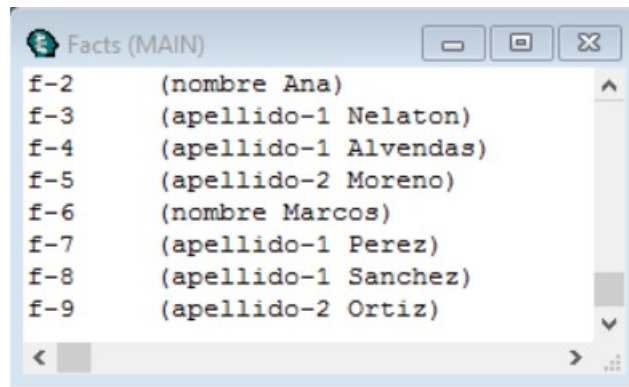 Facts (MAIN)
f-2 (nombre Ana)
f-3 (apellido-1 Nelaton)
f-4 (apellido-1 Alvendas)
f-5 (apellido-2 Moreno)
f-6 (nombre Marcos)
f-7 (apellido-1 Perez)
f-8 (apellido-1 Sanchez)
f-9 (apellido-2 Ortiz)